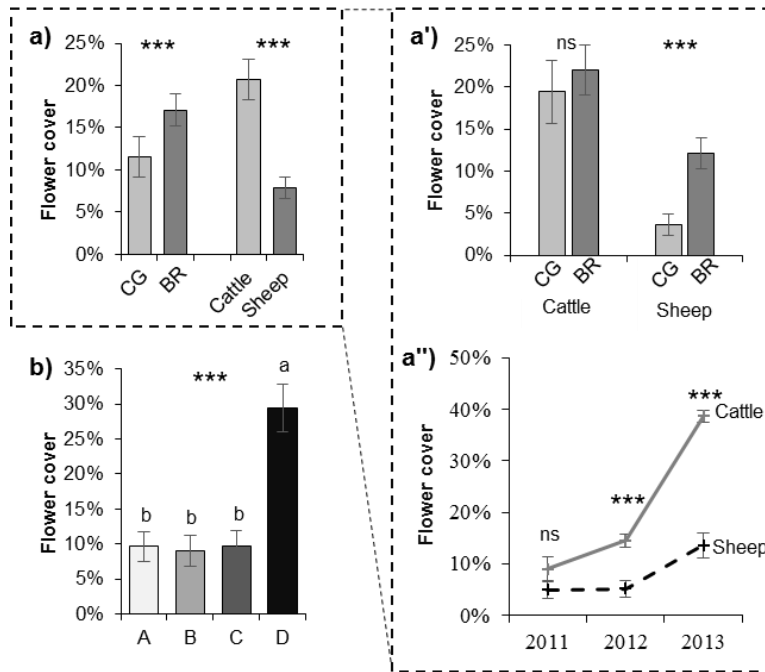 a)
Flower cover
25%
20%
15%
10%
5%
0%
***
***
CG
BR
Cattle
Sheep
a')
Flower cover
25%
20%
15%
10%
5%
0%
ns
***
CG
BR
CG
BR
Cattle
Sheep
b)
Flower cover
35%
30%
25%
20%
15%
10%
5%
0%
***
b
b
b
a
A
B
C
D
a'')
Flower cover
50%
40%
30%
20%
10%
0%
ns
***
***
Cattle
Sheep
2011
2012
2013